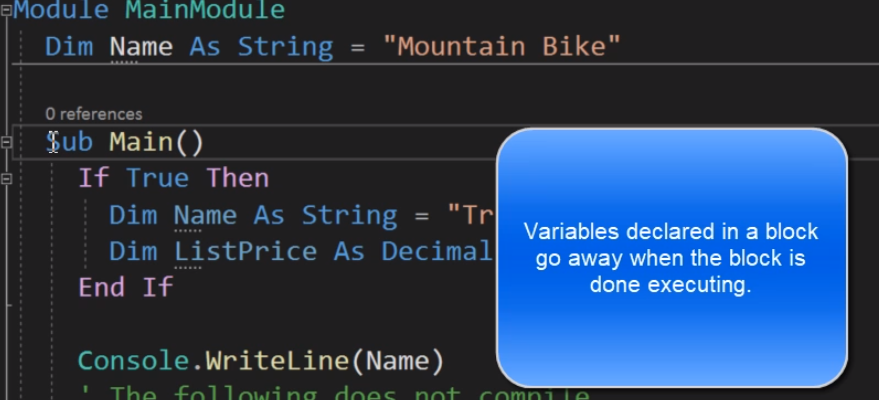 Module MainModule
Dim Name As String = "Mountain Bike"
0 references
Sub Main()
If True Then
Dim Name As String = "Tr
Dim ListPrice As Decimal
End If
Console.WriteLine(Name)
' The following does not compile
Variables declared in a block
go away when the block is
done executing.